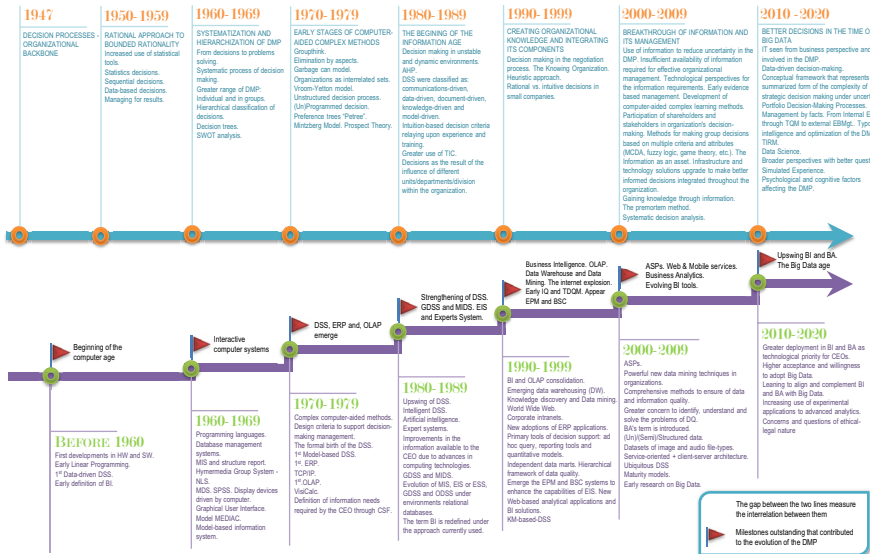 1947
DECISION PROCESSES -
ORGANIZATIONAL
BACKBONE
1950-1959
RATIONAL APPROACH TO
BOUNDED RATIONALITY
Increased use of statistical
tools.
Statistics decisions.
Sequential decisions.
Data-based decisions.
Managing for results.
1960-1969
SYSTEMATIZATION AND
HIERARCHIZATION OF DMP
From decisions to problems
solving.
Systematic process of decision
making.
Greater range of DMP:
Individual and in groups.
Hierarchical classification of
decisions.
Decision trees.
SWOT analysis.
1970-1979
EARLY STAGES OF COMPUTER-
AIDED COMPLEX METHODS
Groupthink.
Elimination by aspects.
Garbage can model.
Organizations as interrelated sets.
Vroom-Yetton model.
Unstructured decision process.
(Un)Programmed decision.
Preference trees "Petree".
Mintzberg Model. Prospect Theory.
1980-1989
THE BEGINING OF THE
INFORMATION AGE
Decision making in unstable
and dynamic environments.
AHP.
DSS were classified as:
communications-driven,
data-driven, document-driven,
knowledge-driven and
model-driven.
Intuition-based decision criteria
relaying upon experience and
training.
Greater use of TIC.
Decisions as the result of the
influence of different
units/departments/division
within the organization.
1990-1999
CREATING ORGANIZATIONAL
KNOWLEDGE AND INTEGRATING
ITS COMPONENTS
Decision making in the negotiation
process. The Knowing Organization.
Heuristic approach.
Rational vs. intuitive decisions in
small companies.
2000-2009
BREAKTHROUGH OF INFORMATION AND
ITS MANAGEMENT
Use of information to reduce uncertainty in the
DMP. Insufficient availability of information
required for effective organizational
management. Technological perspectives for
the information requirements. Early evidence
based management. Development of
computer-aided complex learning methods.
Participation of shareholders and
stakeholders in organization's decision-
making. Methods for making group decisions
based on multiple criteria and attributes
(MCDA, fuzzy logic, game theory, etc.). The
Information as an asset. Infrastructure and
technology solutions upgrade to make better
informed decisions integrated throughout the
organization.
Gaining knowledge through information.
The premortem method.
Systematic decision analysis.
2010 -2020
BETTER DECISIONS IN THE TIME O
BIG DATA
IT seen from business perspective and
involved in the DMP.
Data-driven decision-making.
Conceptual framework that represents
summarized form of the complexity of
strategic decision making under uncert
Portfolio Decision-Making Processes.
Management by facts. From Internal E
through TQM to external EBMgt. Typo
intelligence and optimization of the DM
TIRM.
Data Science.
Broader perspectives with better quest
Simulated Experience.
Psychological and cognitive factors
affecting the DMP.
Beginning of the
computer age
Interactive
computer systems
DSS, ERP and, OLAP
emerge
Strengthening of DSS.
GDSS and MIDS. EIS
and Experts System.
Business Intelligence. OLAP.
Data Warehouse and Data
Mining. The internet explosion.
Early IQ and TDQM. Appear
EPM and BSC
ASPs. Web & Mobile services.
Business Analytics.
Evolving BI tools.
Upswing BI and BA.
The Big Data age
BEFORE 1960
First developments in HW and SW.
Early Linear Programming.
1st Data-driven DSS.
Early definition of BI.
1960-1969
Programming languages.
Database management
systems.
MIS and structure report.
Hymermedia Group System -
NLS.
MDS. SPSS. Display devices
driven by computer.
Graphical User Interface.
Model MEDIAC.
Model-based information
system.
1970-1979
Complex computer-aided methods.
Design criteria to support decision-
making management.
The formal birth of the DSS.
1st Model-based DSS.
1st. ERP.
TCP/IP.
1st.OLAP.
VisiCalc.
Definition of information needs
required by the CEO through CSF.
1980-1989
Upswing of DSS.
Intelligent DSS.
Artificial intelligence.
Expert systems.
Improvements in the
information available to the
CEO due to advances in
computing technologies.
GDSS and MIDS.
Evolution of MIS, EIS or ESS,
GDSS and ODSS under
environments relational
databases.
The term BI is redefined under
the approach currently used.
1990-1999
BI and OLAP consolidation.
Emerging data warehousing (DW).
Knowledge discovery and Data mining.
World Wide Web.
Corporate intranets.
New adoptions of ERP applications.
Primary tools of decision support: ad
hoc query, reporting tools and
quantitative models.
Independent data marts. Hierarchical
framework of data quality.
Emerge the EPM and BSC systems to
enhance the capabilities of EIS. New
Web-based analytical applications and
BI solutions.
KM-based-DSS
2000-2009
ASPs.
Powerful new data mining techniques in
organizations.
Comprehensive methods to ensure of data
and information quality.
Greater concern to identify, understand and
solve the problems of DQ.
BA's term is introduced.
(Un)/(Semi)/Structured data.
Datasets of image and audio file-types.
Service-oriented + client-server architecture.
Ubiquitous DSS
Maturity models.
Early research on Big Data.
2010-2020
Greater deployment in BI and BA as
technological priority for CEOs.
Higher acceptance and willingness
to adopt Big Data.
Leaning to align and complement BI
and BA with Big Data.
Increasing use of experimental
applications to advanced analytics.
Concerns and questions of ethical-
legal nature
The gap between the two lines measure
the interrelation between them
Milestones outstanding that contributed
to the evolution of the DMP